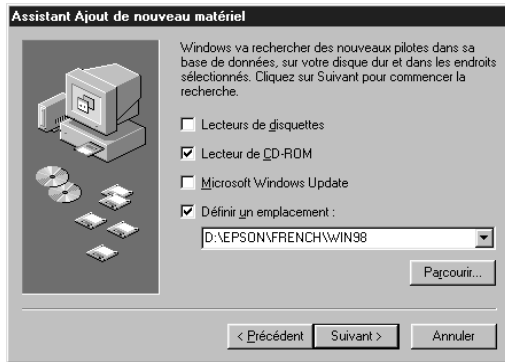 Assistant Ajout de nouveau matériel
Windows va rechercher des nouveaux pilotes dans sa
base de données, sur votre disque dur et dans les endroits
sélectionnés. Cliquez sur Suivant pour commencer la
recherche.
Lecteurs de disquettes
Lecteur de CD-ROM
Microsoft Windows Update
Définir un emplacement :
D:\EPSON\FRENCH\WIN98
Parcourir...
< Précédent
Suivant >
Annuler